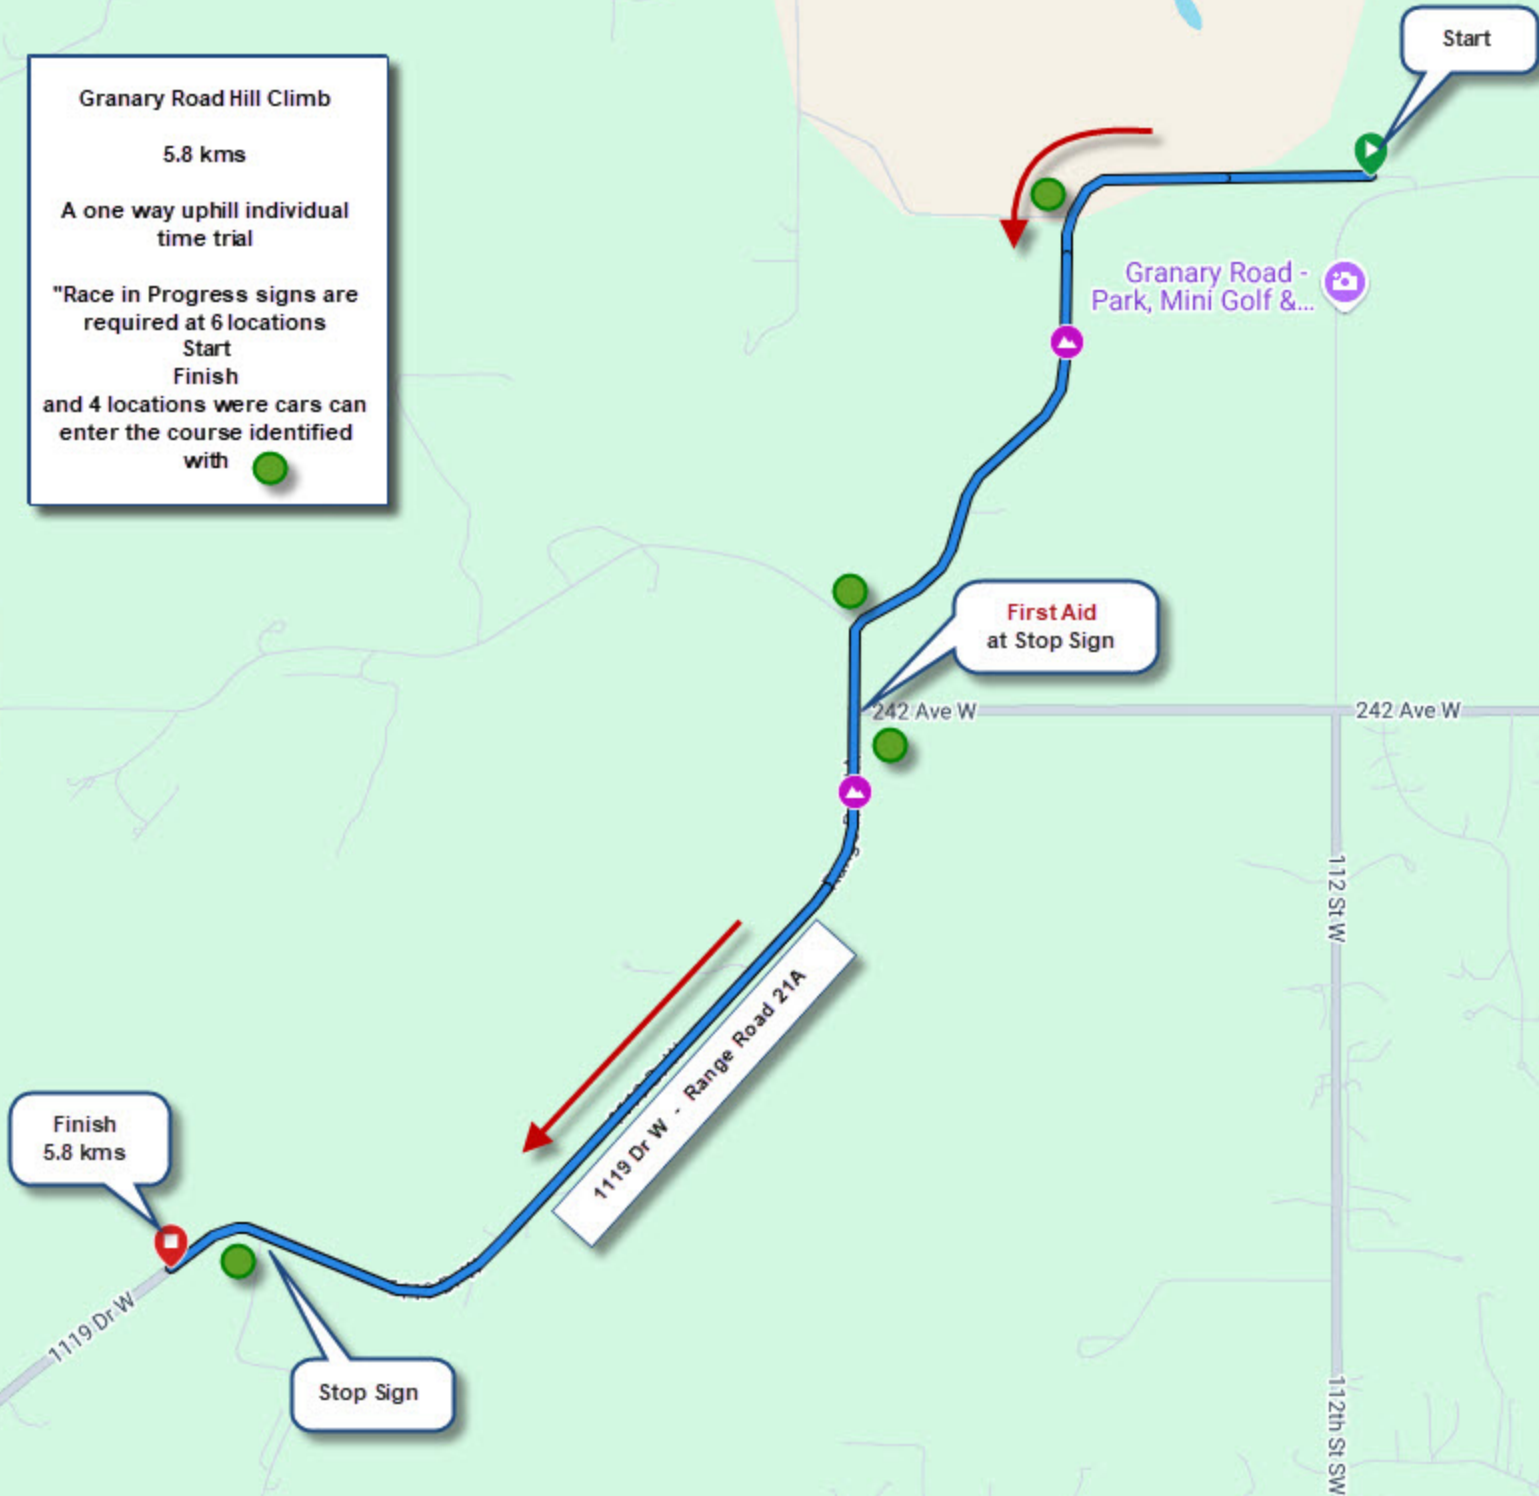 Granary Road Hill Climb
5.8 kms
A one way uphill individual
time trial
"Race in Progress signs are
required at 6 locations
Start
Finish
and 4 locations were cars can
enter the course identified
with
Start
Granary Road -
Park, Mini Golf &...
First Aid
at Stop Sign
242 Ave W
242 Ave W
112 St W
1119 Dr W - Range Road 21A
Finish
5.8 kms
1119 Dr W
Stop Sign
112th St SW